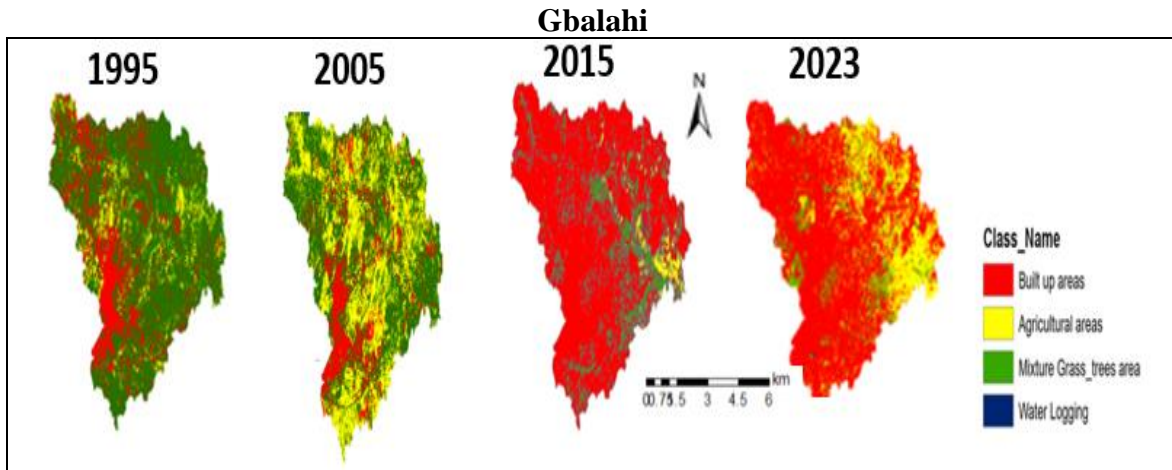 Gbalahi
1995
2005
2015
2023
N
Class_Name
Built up areas
Agricultural areas
Mixture Grass_trees area
Water Logging
km
3 4.5 6